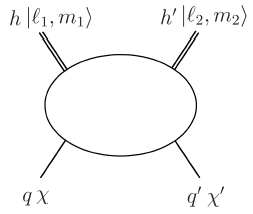 h |ℓ₁, m₁⟩ h′ |ℓ₂, m₂⟩
q χ q′ χ′